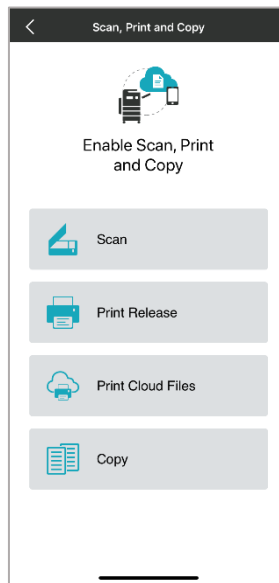 Scan, Print and Copy
Enable Scan, Print
and Copy
Scan
Print Release
Print Cloud Files
Copy